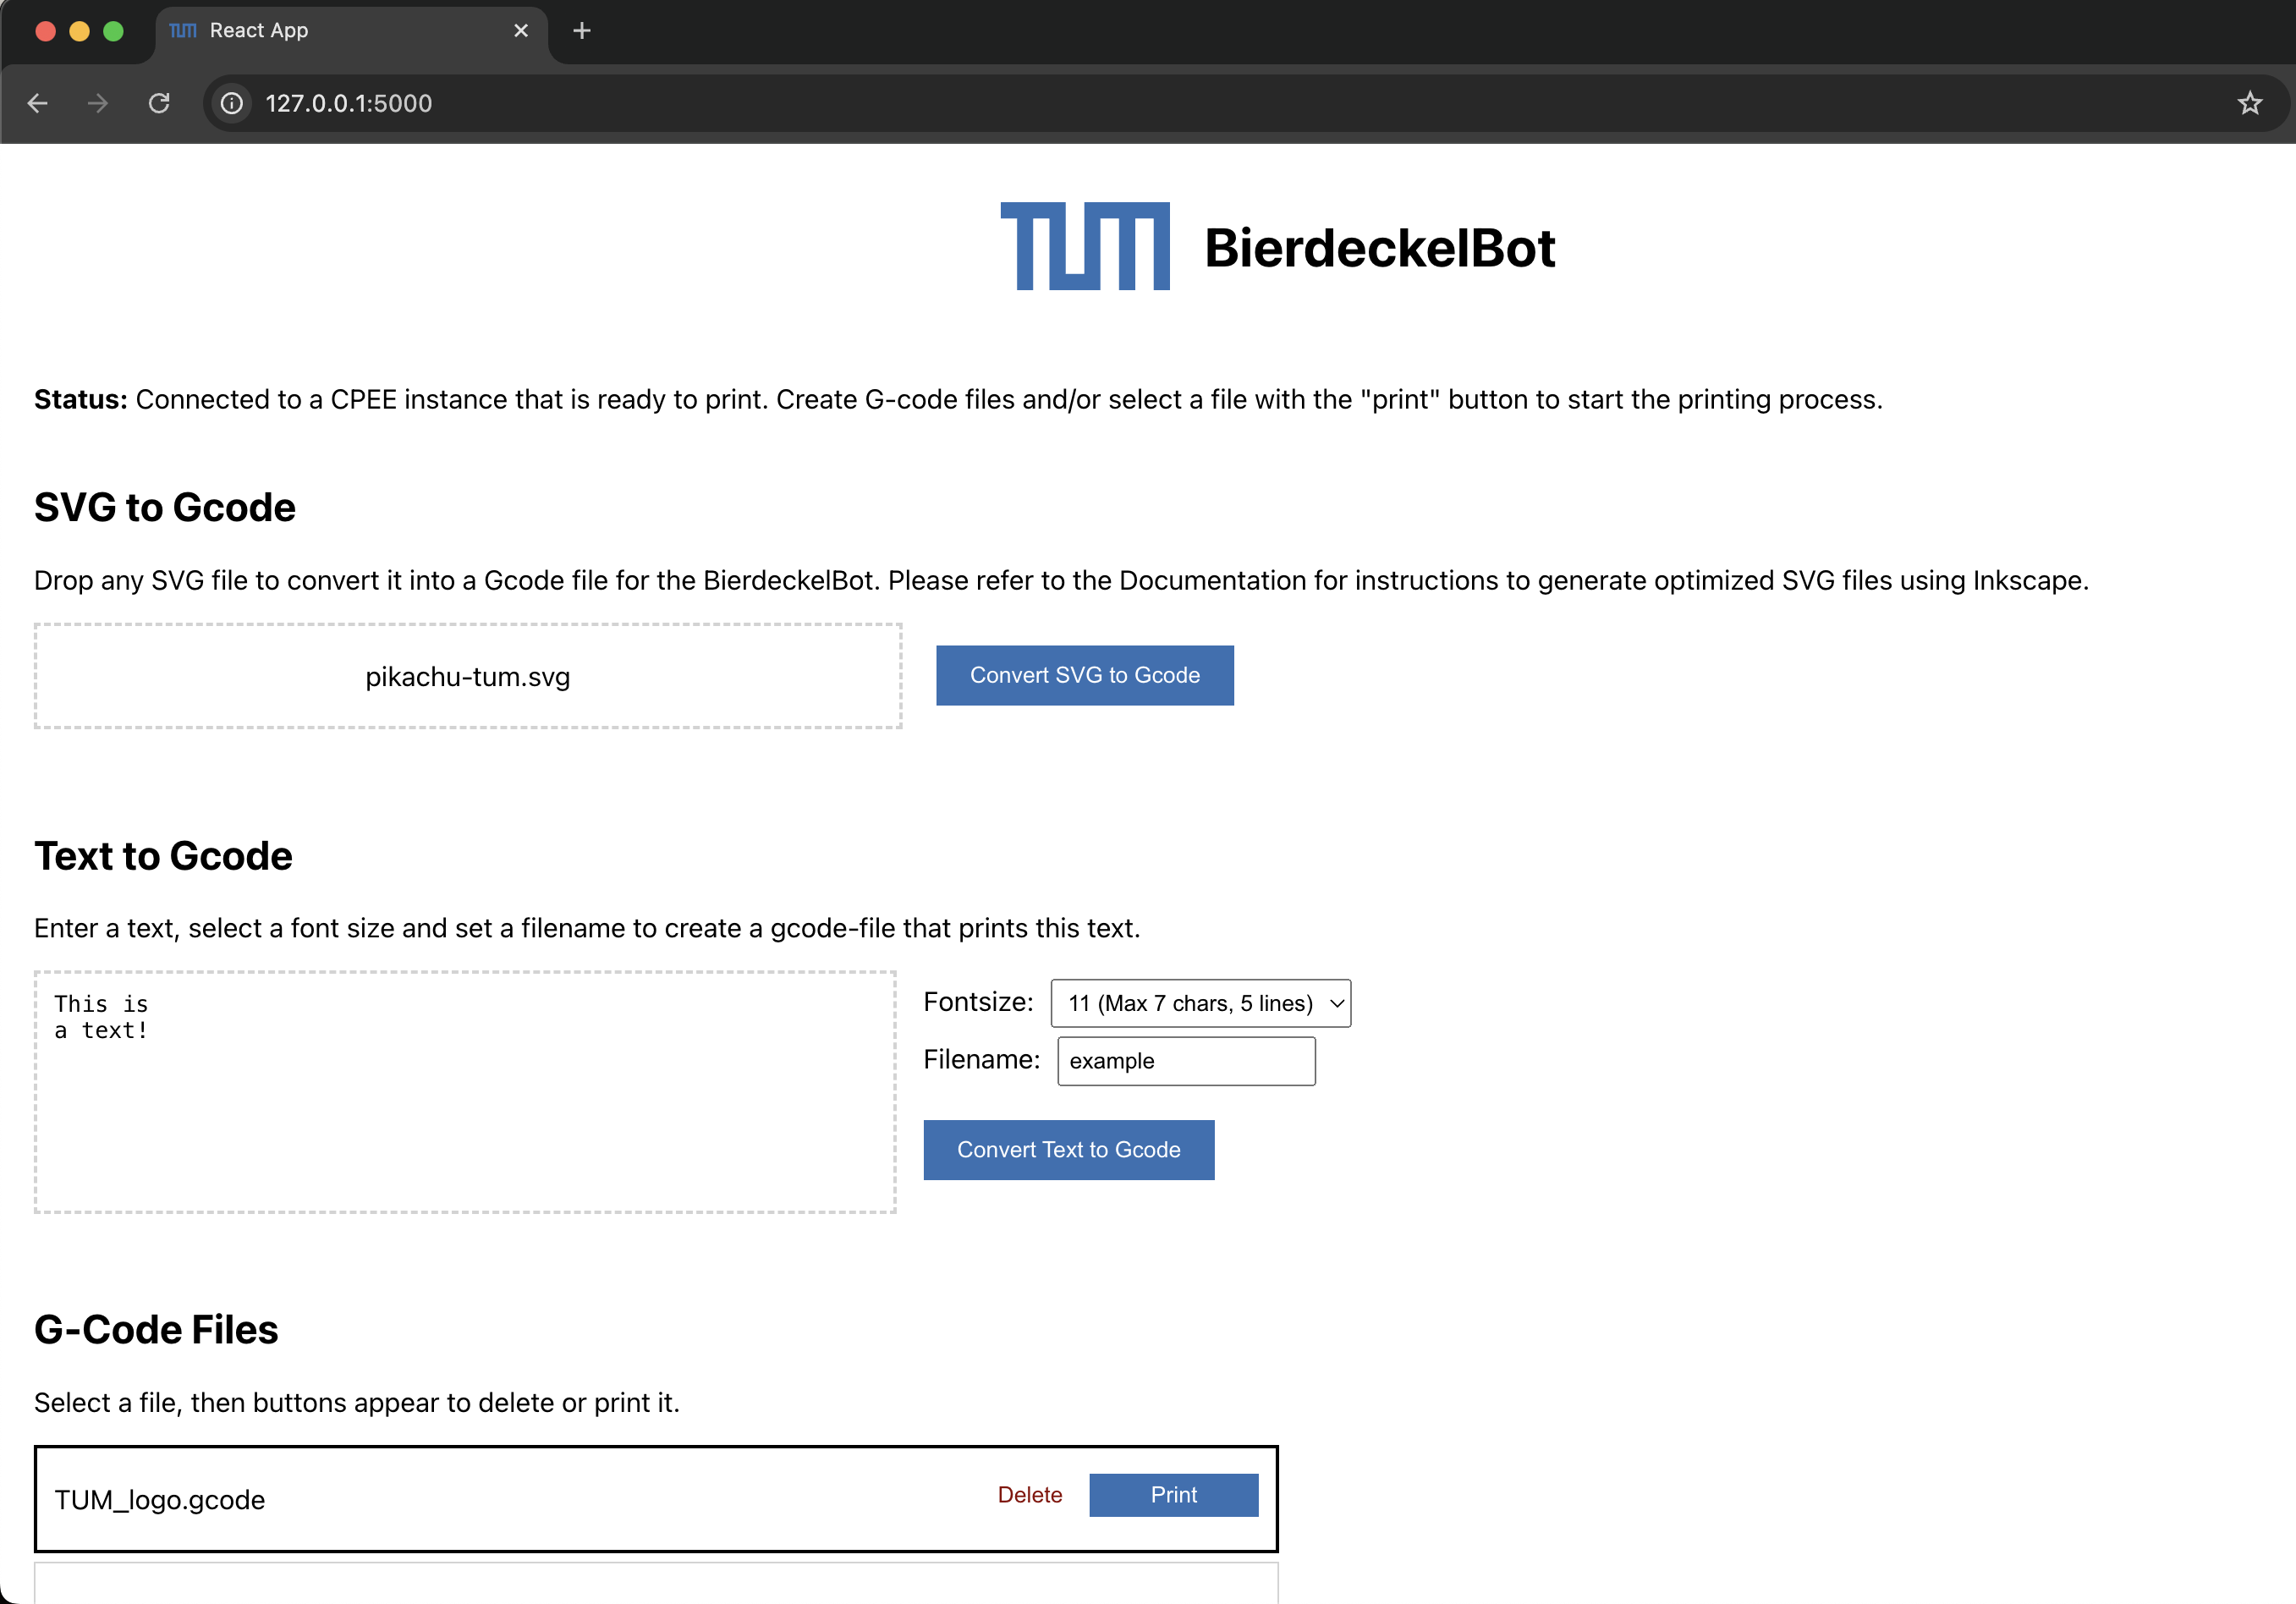 TUM React App
127.0.0.1:5000
TUM BierdeckelBot
Status: Connected to a CPEE instance that is ready to print. Create G-code files and/or select a file with the "print" button to start the printing process.
SVG to Gcode
Drop any SVG file to convert it into a Gcode file for the BierdeckelBot. Please refer to the Documentation for instructions to generate optimized SVG files using Inkscape.
pikachu-tum.svg
Convert SVG to Gcode
Text to Gcode
Enter a text, select a font size and set a filename to create a gcode-file that prints this text.
This is
a text!
Fontsize: 11 (Max 7 chars, 5 lines)
Filename: example
Convert Text to Gcode
G-Code Files
Select a file, then buttons appear to delete or print it.
TUM_logo.gcode Delete Print